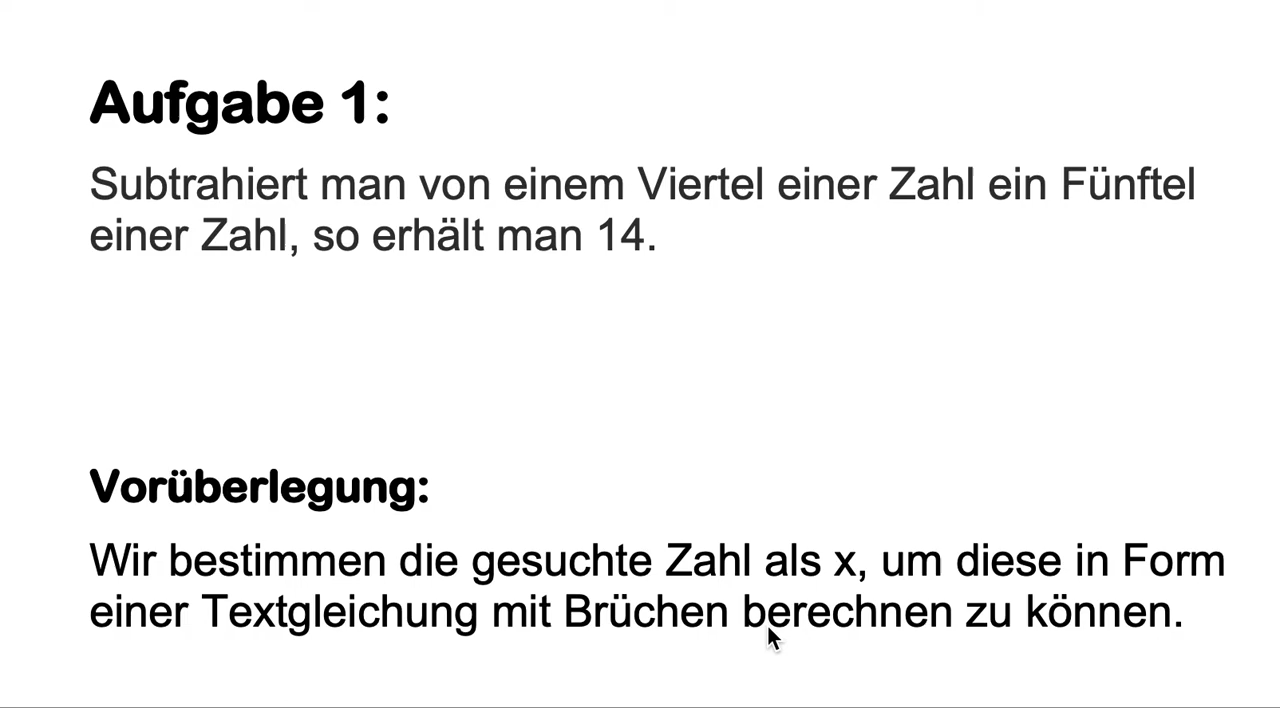 Aufgabe 1:
Subtrahiert man von einem Viertel einer Zahl ein Fünftel
einer Zahl, so erhält man 14.
Vorüberlegung:
Wir bestimmen die gesuchte Zahl als x, um diese in Form
einer Textgleichung mit Brüchen berechnen zu können.